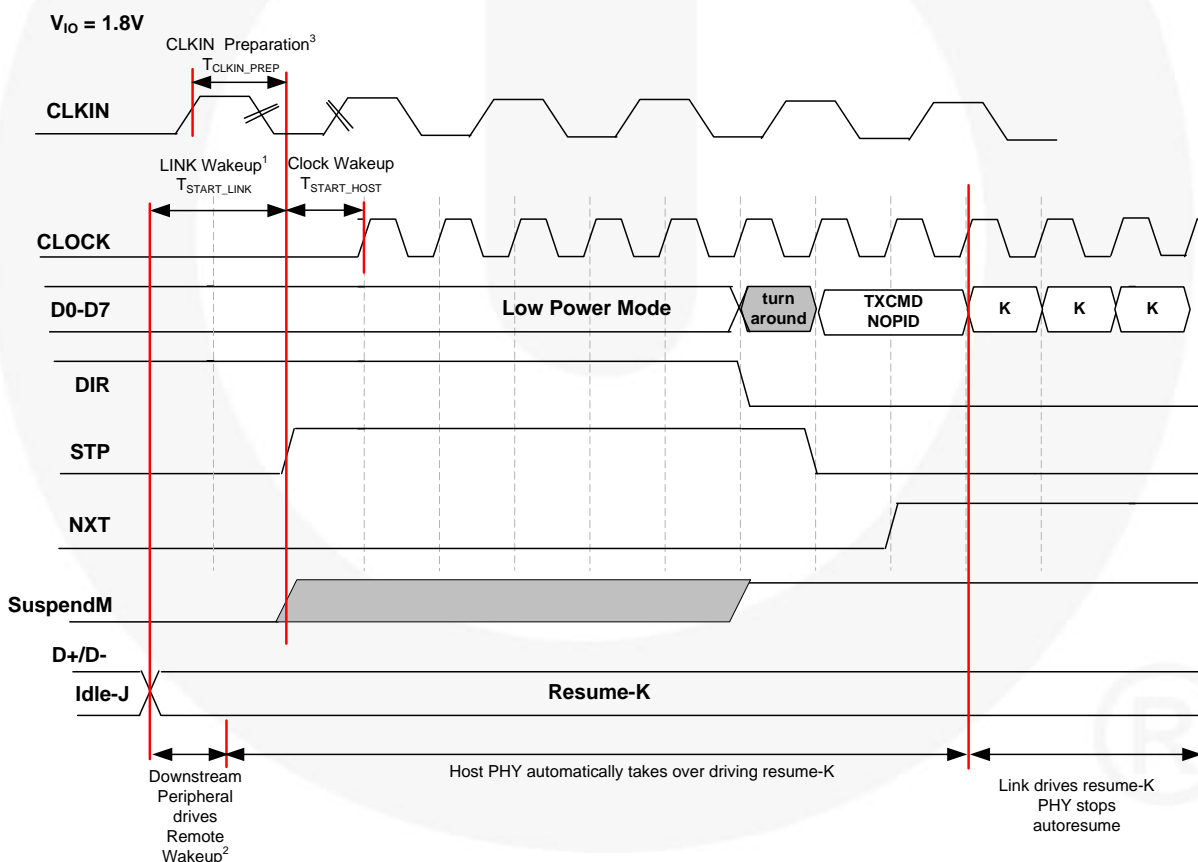 VIO = 1.8V
CLKIN Preparation3
TCLKIN_PREP
CLKIN
LINK Wakeup1
TSTART_LINK
Clock Wakeup
TSTART_HOST
CLOCK
D0-D7
Low Power Mode
turn
around
TXCMD
NOPID
K
K
K
DIR
STP
NXT
SuspendM
D+/D-
Idle-J
Resume-K
Downstream
Peripheral
drives
Remote
Wakeup2
Host PHY automatically takes over driving resume-K
Link drives resume-K
PHY stops
autoresume
®